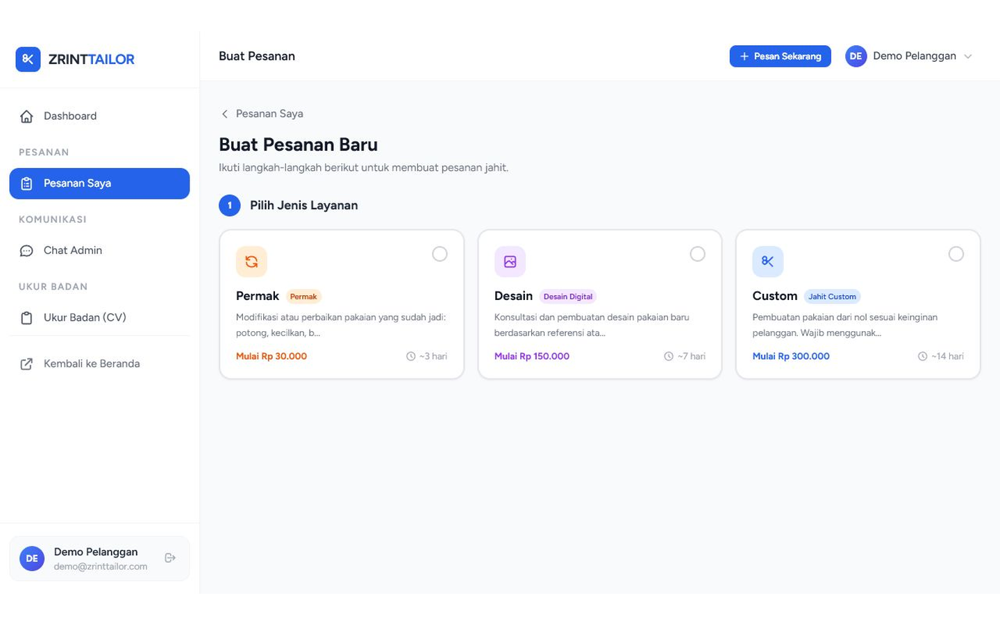 ZRINTTAILOR
Dashboard
PESANAN
Pesanan Saya
KOMUNIKASI
Chat Admin
UKUR BADAN
Ukur Badan (CV)
Kembali ke Beranda
DE
Demo Pelanggan
demo@zrinttailor.com
Buat Pesanan
+ Pesan Sekarang
DE Demo Pelanggan
Pesanan Saya
Buat Pesanan Baru
Ikuti langkah-langkah berikut untuk membuat pesanan jahit.
1 Pilih Jenis Layanan
Permak Permak
Modifikasi atau perbaikan pakaian yang sudah jadi:
potong, kecilkan, b...
Mulai Rp 30.000 ~3 hari
Desain Desain Digital
Konsultasi dan pembuatan desain pakaian baru
berdasarkan referensi ata...
Mulai Rp 150.000 ~7 hari
Custom Jahit Custom
Pembuatan pakaian dari nol sesuai keinginan
pelanggan. Wajib menggunak...
Mulai Rp 300.000 ~14 hari